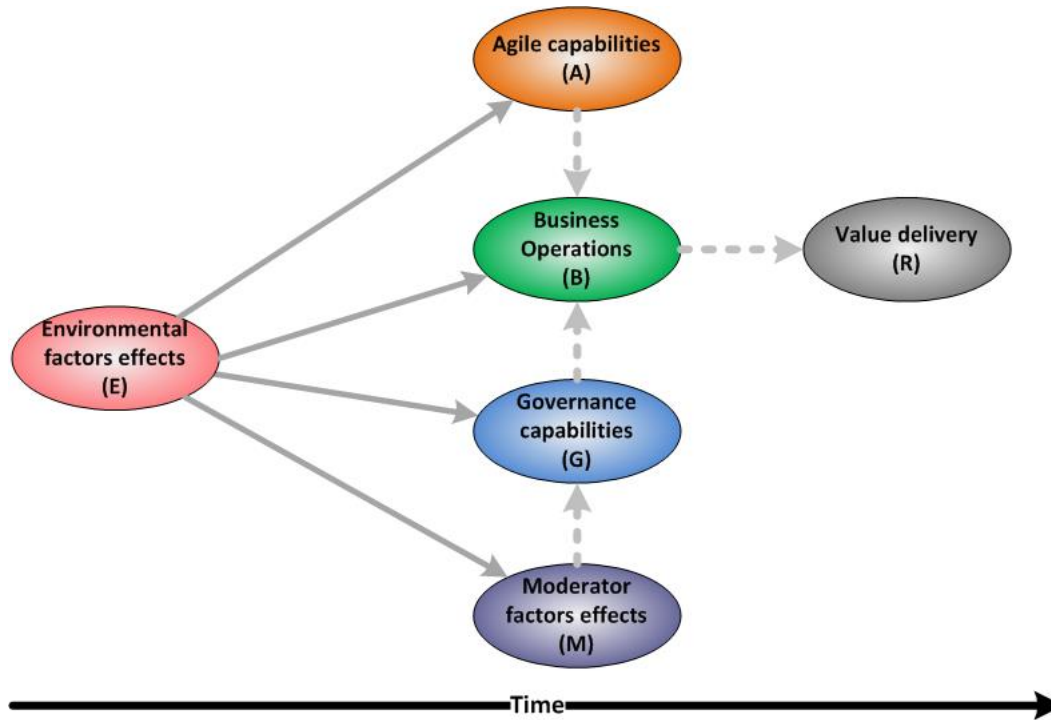 Agile capabilities
(A)
Business
Operations
(B)
Value delivery
(R)
Environmental
factors effects
(E)
Governance
capabilities
(G)
Moderator
factors effects
(M)
Time